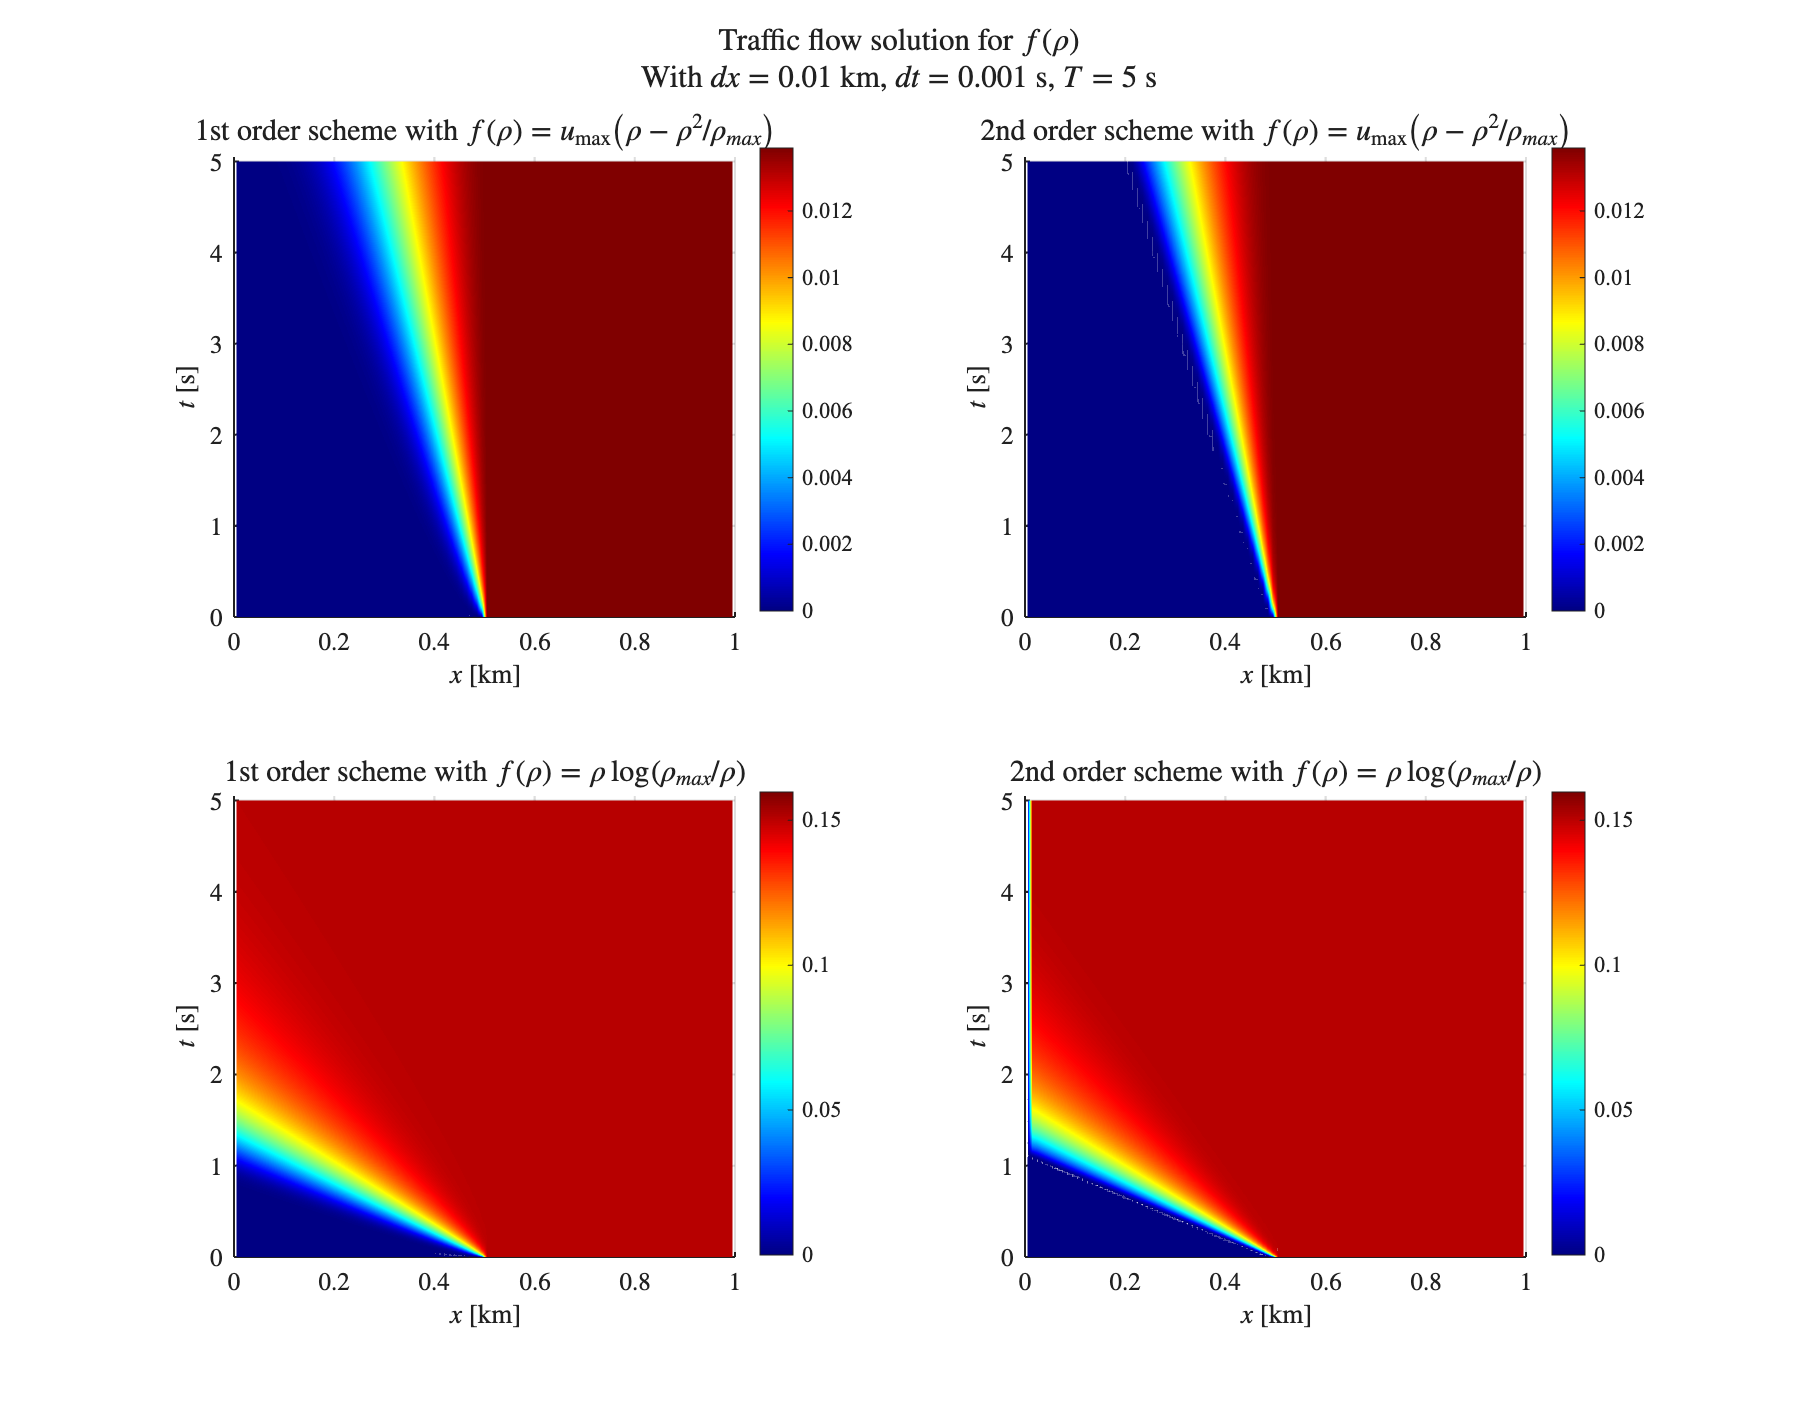 Traffic flow solution for f(ρ)
With dx = 0.01 km, dt = 0.001 s, T = 5 s
1st order scheme with f(ρ) = u_max(ρ − ρ²/ρ_max)
5
4
3
2
1
0
t [s]
0 0.2 0.4 0.6 0.8 1
x [km]
0.012
0.01
0.008
0.006
0.004
0.002
0
2nd order scheme with f(ρ) = u_max(ρ − ρ²/ρ_max)
5
4
3
2
1
0
t [s]
0 0.2 0.4 0.6 0.8 1
x [km]
0.012
0.01
0.008
0.006
0.004
0.002
0
1st order scheme with f(ρ) = ρ log(ρ_max/ρ)
5
4
3
2
1
0
t [s]
0 0.2 0.4 0.6 0.8 1
x [km]
0.15
0.1
0.05
0
2nd order scheme with f(ρ) = ρ log(ρ_max/ρ)
5
4
3
2
1
0
t [s]
0 0.2 0.4 0.6 0.8 1
x [km]
0.15
0.1
0.05
0